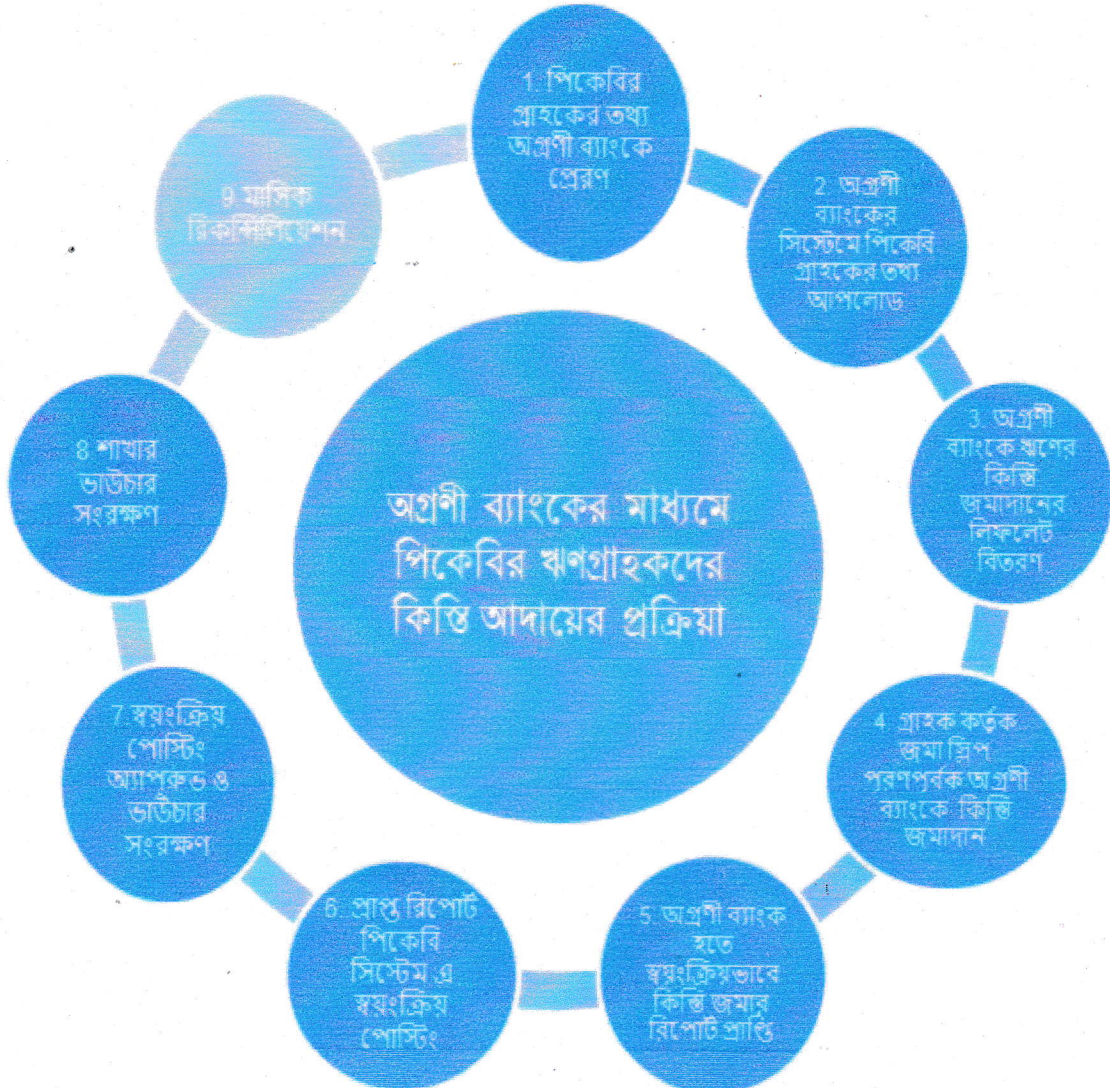 1. পিকেবির
গ্রাহকের তথ্য
অগ্রণী ব্যাংকে
প্রেরণ
2. অগ্রণী
ব্যাংকের
সিস্টেমে পিকেবি
গ্রাহকের তথ্য
আপলোড
3. অগ্রণী
ব্যাংকে ঋণের
কিস্তি
জমাদানের
লিফলেট
বিতরণ
4 গ্রাহক কর্তৃক
জমা স্লিপ
পূরণপূর্বক অগ্রণী
ব্যাংকে কিস্তি
জমাদান
5. অগ্রণী ব্যাংক
হতে
স্বয়ংক্রিয়ভাবে
কিস্তি জমার
রিপোর্ট প্রাপ্তি
6. প্রাপ্ত রিপোর্ট
পিকেবি
সিস্টেম এ
স্বয়ংক্রিয়
পোস্টিং
7 স্বয়ংক্রিয়
পোস্টিং
অ্যাপ্রুভ ও
ভাউচার
সংরক্ষণ
8 শাখার
ভাউচার
সংরক্ষণ
9 মাসিক
রিকন্সিলিয়েশন
অগ্রণী ব্যাংকের মাধ্যমে
পিকেবির ঋণগ্রাহকদের
কিস্তি আদায়ের প্রক্রিয়া